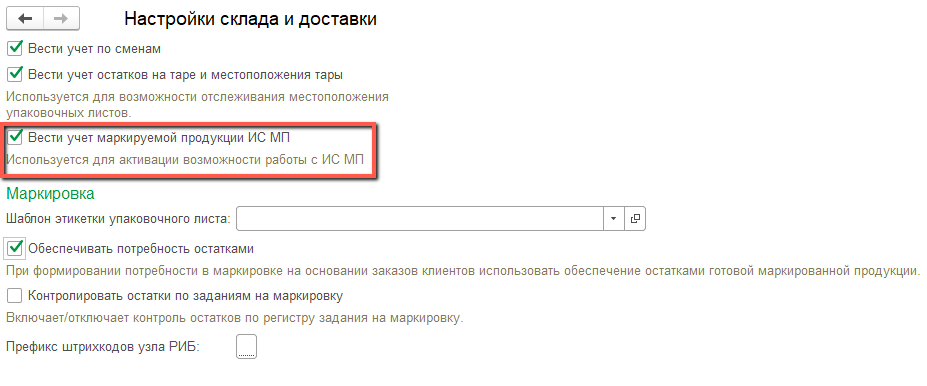 Настройки склада и доставки
Вести учет по сменам
Вести учет остатков на таре и местоположения тары
Используется для возможности отслеживания местоположения
упаковочных листов.
Вести учет маркируемой продукции ИС МП
Используется для активации возможности работы с ИС МП
Маркировка
Шаблон этикетки упаковочного листа:
Обеспечивать потребность остатками
При формировании потребности в маркировке на основании заказов клиентов использовать обеспечение остатками готовой маркированной продукции.
Контролировать остатки по заданиям на маркировку
Включает/отключает контроль остатков по регистру задания на маркировку.
Префикс штрихкодов узла РИБ: